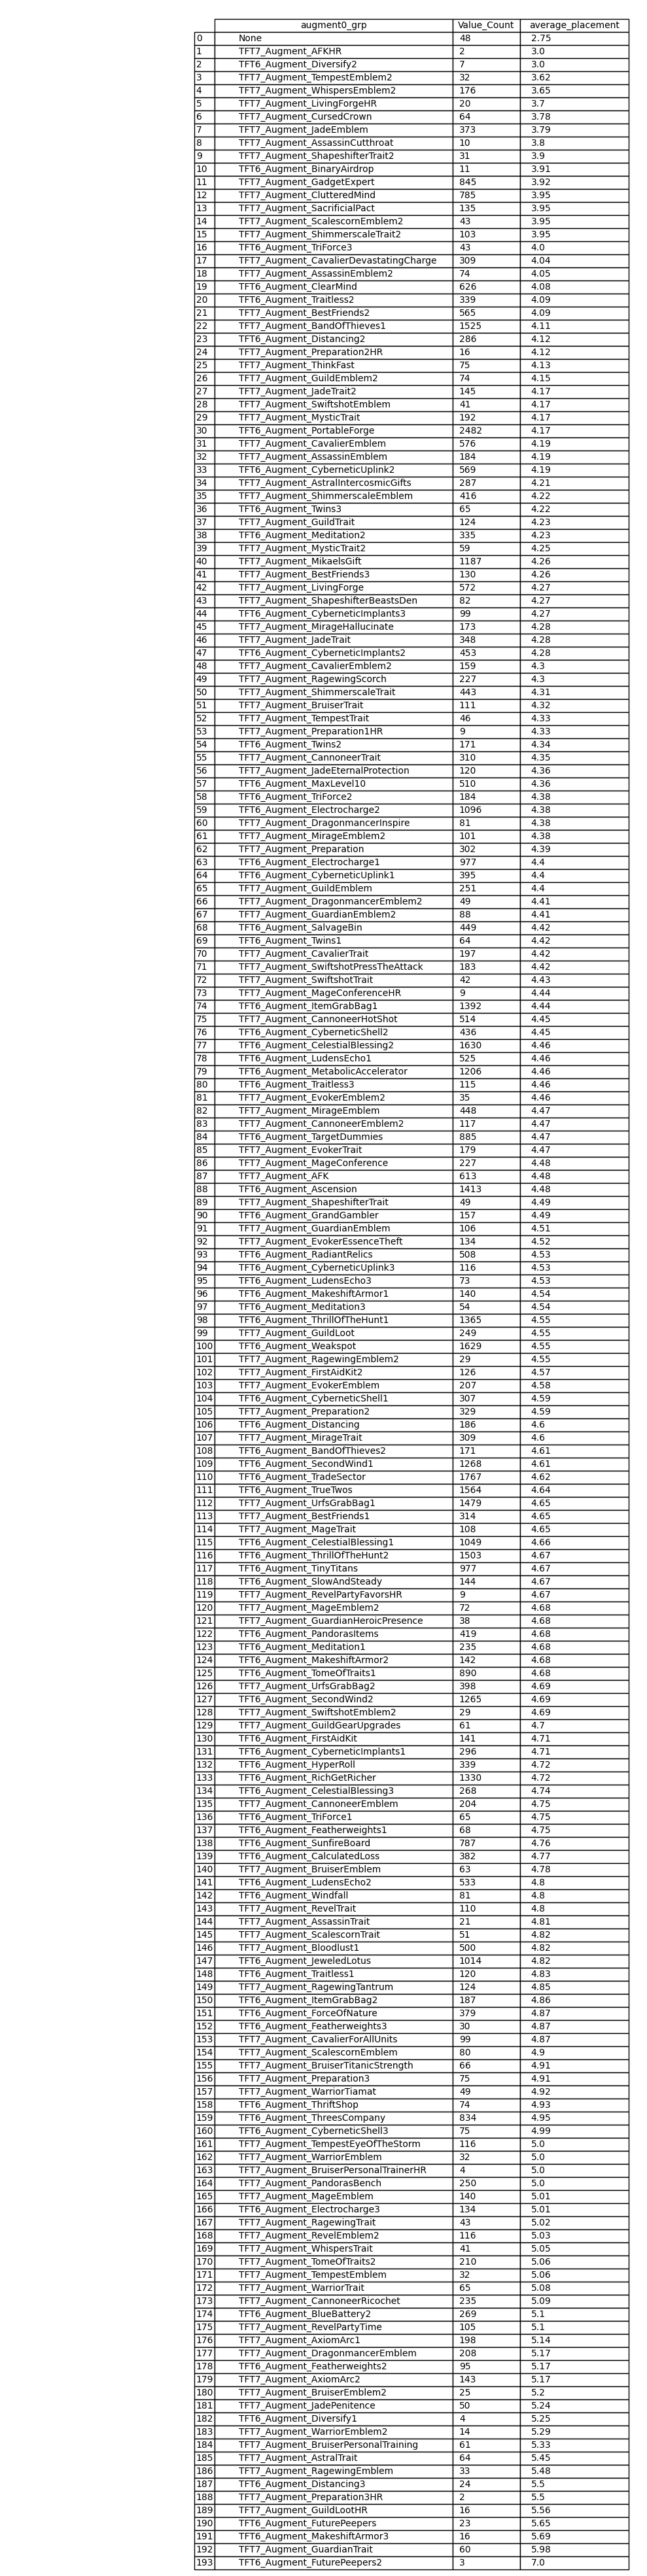 augment0_grp Value_Count average_placement
0 None 48 2.75
1 TFT7_Augment_AFKHR 2 3.0
2 TFT6_Augment_Diversify2 7 3.0
3 TFT7_Augment_TempestEmblem2 32 3.62
4 TFT7_Augment_WhispersEmblem2 176 3.65
5 TFT7_Augment_LivingForgeHR 20 3.7
6 TFT7_Augment_CursedCrown 64 3.78
7 TFT7_Augment_JadeEmblem 373 3.79
8 TFT7_Augment_AssassinCutthroat 10 3.8
9 TFT7_Augment_ShapeshifterTrait2 31 3.9
10 TFT6_Augment_BinaryAirdrop 11 3.91
11 TFT7_Augment_GadgetExpert 845 3.92
12 TFT7_Augment_ClutteredMind 785 3.95
13 TFT7_Augment_SacrificialPact 135 3.95
14 TFT7_Augment_ScalescornEmblem2 43 3.95
15 TFT7_Augment_ShimmerscaleTrait2 103 3.95
16 TFT6_Augment_TriForce3 43 4.0
17 TFT7_Augment_CavalierDevastatingCharge 309 4.04
18 TFT7_Augment_AssassinEmblem2 74 4.05
19 TFT6_Augment_ClearMind 626 4.08
20 TFT6_Augment_Traitless2 339 4.09
21 TFT7_Augment_BestFriends2 565 4.09
22 TFT7_Augment_BandOfThieves1 1525 4.11
23 TFT6_Augment_Distancing2 286 4.12
24 TFT7_Augment_Preparation2HR 16 4.12
25 TFT7_Augment_ThinkFast 75 4.13
26 TFT7_Augment_GuildEmblem2 74 4.15
27 TFT7_Augment_JadeTrait2 145 4.17
28 TFT7_Augment_SwiftshotEmblem 41 4.17
29 TFT7_Augment_MysticTrait 192 4.17
30 TFT6_Augment_PortableForge 2482 4.17
31 TFT7_Augment_CavalierEmblem 576 4.19
32 TFT7_Augment_AssassinEmblem 184 4.19
33 TFT6_Augment_CyberneticUplink2 569 4.19
34 TFT7_Augment_AstralIntercosmicGifts 287 4.21
35 TFT7_Augment_ShimmerscaleEmblem 416 4.22
36 TFT6_Augment_Twins3 65 4.22
37 TFT7_Augment_GuildTrait 124 4.23
38 TFT6_Augment_Meditation2 335 4.23
39 TFT7_Augment_MysticTrait2 59 4.25
40 TFT7_Augment_MikaelsGift 1187 4.26
41 TFT7_Augment_BestFriends3 130 4.26
42 TFT7_Augment_LivingForge 572 4.27
43 TFT7_Augment_ShapeshifterBeastsDen 82 4.27
44 TFT6_Augment_CyberneticImplants3 99 4.27
45 TFT7_Augment_MirageHallucinate 173 4.28
46 TFT7_Augment_JadeTrait 348 4.28
47 TFT6_Augment_CyberneticImplants2 453 4.28
48 TFT7_Augment_CavalierEmblem2 159 4.3
49 TFT7_Augment_RagewingScorch 227 4.3
50 TFT7_Augment_ShimmerscaleTrait 443 4.31
51 TFT7_Augment_BruiserTrait 111 4.32
52 TFT7_Augment_TempestTrait 46 4.33
53 TFT7_Augment_Preparation1HR 9 4.33
54 TFT6_Augment_Twins2 171 4.34
55 TFT7_Augment_CannoneerTrait 310 4.35
56 TFT7_Augment_JadeEternalProtection 120 4.36
57 TFT6_Augment_MaxLevel10 510 4.36
58 TFT6_Augment_TriForce2 184 4.38
59 TFT6_Augment_Electrocharge2 1096 4.38
60 TFT7_Augment_DragonmancerInspire 81 4.38
61 TFT7_Augment_MirageEmblem2 101 4.38
62 TFT7_Augment_Preparation 302 4.39
63 TFT6_Augment_Electrocharge1 977 4.4
64 TFT6_Augment_CyberneticUplink1 395 4.4
65 TFT7_Augment_GuildEmblem 251 4.4
66 TFT7_Augment_DragonmancerEmblem2 49 4.41
67 TFT7_Augment_GuardianEmblem2 88 4.41
68 TFT6_Augment_SalvageBin 449 4.42
69 TFT6_Augment_Twins1 64 4.42
70 TFT7_Augment_CavalierTrait 197 4.42
71 TFT7_Augment_SwiftshotPressTheAttack 183 4.42
72 TFT7_Augment_SwiftshotTrait 42 4.43
73 TFT7_Augment_MageConferenceHR 9 4.44
74 TFT6_Augment_ItemGrabBag1 1392 4.44
75 TFT7_Augment_CannoneerHotShot 514 4.45
76 TFT6_Augment_CyberneticShell2 436 4.45
77 TFT6_Augment_CelestialBlessing2 1630 4.46
78 TFT6_Augment_LudensEcho1 525 4.46
79 TFT6_Augment_MetabolicAccelerator 1206 4.46
80 TFT6_Augment_Traitless3 115 4.46
81 TFT7_Augment_EvokerEmblem2 35 4.46
82 TFT7_Augment_MirageEmblem 448 4.47
83 TFT7_Augment_CannoneerEmblem2 117 4.47
84 TFT6_Augment_TargetDummies 885 4.47
85 TFT7_Augment_EvokerTrait 179 4.47
86 TFT7_Augment_MageConference 227 4.48
87 TFT7_Augment_AFK 613 4.48
88 TFT6_Augment_Ascension 1413 4.48
89 TFT7_Augment_ShapeshifterTrait 49 4.49
90 TFT6_Augment_GrandGambler 157 4.49
91 TFT7_Augment_GuardianEmblem 106 4.51
92 TFT7_Augment_EvokerEssenceTheft 134 4.52
93 TFT6_Augment_RadiantRelics 508 4.53
94 TFT6_Augment_CyberneticUplink3 116 4.53
95 TFT6_Augment_LudensEcho3 73 4.53
96 TFT6_Augment_MakeshiftArmor1 140 4.54
97 TFT6_Augment_Meditation3 54 4.54
98 TFT6_Augment_ThrillOfTheHunt1 1365 4.55
99 TFT7_Augment_GuildLoot 249 4.55
100 TFT6_Augment_Weakspot 1629 4.55
101 TFT7_Augment_RagewingEmblem2 29 4.55
102 TFT7_Augment_FirstAidKit2 126 4.57
103 TFT7_Augment_EvokerEmblem 207 4.58
104 TFT6_Augment_CyberneticShell1 307 4.59
105 TFT7_Augment_Preparation2 329 4.59
106 TFT6_Augment_Distancing 186 4.6
107 TFT7_Augment_MirageTrait 309 4.6
108 TFT6_Augment_BandOfThieves2 171 4.61
109 TFT6_Augment_SecondWind1 1268 4.61
110 TFT6_Augment_TradeSector 1767 4.62
111 TFT6_Augment_TrueTwos 1564 4.64
112 TFT7_Augment_UrfsGrabBag1 1479 4.65
113 TFT7_Augment_BestFriends1 314 4.65
114 TFT7_Augment_MageTrait 108 4.65
115 TFT6_Augment_CelestialBlessing1 1049 4.66
116 TFT6_Augment_ThrillOfTheHunt2 1503 4.67
117 TFT6_Augment_TinyTitans 977 4.67
118 TFT6_Augment_SlowAndSteady 144 4.67
119 TFT7_Augment_RevelPartyFavorsHR 9 4.67
120 TFT7_Augment_MageEmblem2 72 4.68
121 TFT7_Augment_GuardianHeroicPresence 38 4.68
122 TFT6_Augment_PandorasItems 419 4.68
123 TFT6_Augment_Meditation1 235 4.68
124 TFT6_Augment_MakeshiftArmor2 142 4.68
125 TFT6_Augment_TomeOfTraits1 890 4.68
126 TFT7_Augment_UrfsGrabBag2 398 4.69
127 TFT6_Augment_SecondWind2 1265 4.69
128 TFT7_Augment_SwiftshotEmblem2 29 4.69
129 TFT7_Augment_GuildGearUpgrades 61 4.7
130 TFT6_Augment_FirstAidKit 141 4.71
131 TFT6_Augment_CyberneticImplants1 296 4.71
132 TFT6_Augment_HyperRoll 339 4.72
133 TFT6_Augment_RichGetRicher 1330 4.72
134 TFT6_Augment_CelestialBlessing3 268 4.74
135 TFT7_Augment_CannoneerEmblem 204 4.75
136 TFT6_Augment_TriForce1 65 4.75
137 TFT6_Augment_Featherweights1 68 4.75
138 TFT6_Augment_SunfireBoard 787 4.76
139 TFT6_Augment_CalculatedLoss 382 4.77
140 TFT7_Augment_BruiserEmblem 63 4.78
141 TFT6_Augment_LudensEcho2 533 4.8
142 TFT6_Augment_Windfall 81 4.8
143 TFT7_Augment_RevelTrait 110 4.8
144 TFT7_Augment_AssassinTrait 21 4.81
145 TFT7_Augment_ScalescornTrait 51 4.82
146 TFT7_Augment_Bloodlust1 500 4.82
147 TFT6_Augment_JeweledLotus 1014 4.82
148 TFT6_Augment_Traitless1 120 4.83
149 TFT7_Augment_RagewingTantrum 124 4.85
150 TFT6_Augment_ItemGrabBag2 187 4.86
151 TFT6_Augment_ForceOfNature 379 4.87
152 TFT6_Augment_Featherweights3 30 4.87
153 TFT7_Augment_CavalierForAllUnits 99 4.87
154 TFT7_Augment_ScalescornEmblem 80 4.9
155 TFT7_Augment_BruiserTitanicStrength 66 4.91
156 TFT7_Augment_Preparation3 75 4.91
157 TFT7_Augment_WarriorTiamat 49 4.92
158 TFT6_Augment_ThriftShop 74 4.93
159 TFT6_Augment_ThreesCompany 834 4.95
160 TFT6_Augment_CyberneticShell3 75 4.99
161 TFT7_Augment_TempestEyeOfTheStorm 116 5.0
162 TFT7_Augment_WarriorEmblem 32 5.0
163 TFT7_Augment_BruiserPersonalTrainerHR 4 5.0
164 TFT7_Augment_PandorasBench 250 5.0
165 TFT7_Augment_MageEmblem 140 5.01
166 TFT6_Augment_Electrocharge3 134 5.01
167 TFT7_Augment_RagewingTrait 43 5.02
168 TFT7_Augment_RevelEmblem2 116 5.03
169 TFT7_Augment_WhispersTrait 41 5.05
170 TFT7_Augment_TomeOfTraits2 210 5.06
171 TFT7_Augment_TempestEmblem 32 5.06
172 TFT7_Augment_WarriorTrait 65 5.08
173 TFT7_Augment_CannoneerRicochet 235 5.09
174 TFT6_Augment_BlueBattery2 269 5.1
175 TFT7_Augment_RevelPartyTime 105 5.1
176 TFT7_Augment_AxiomArc1 198 5.14
177 TFT7_Augment_DragonmancerEmblem 208 5.17
178 TFT6_Augment_Featherweights2 95 5.17
179 TFT7_Augment_AxiomArc2 143 5.17
180 TFT7_Augment_BruiserEmblem2 25 5.2
181 TFT7_Augment_JadePenitence 50 5.24
182 TFT6_Augment_Diversify1 4 5.25
183 TFT7_Augment_WarriorEmblem2 14 5.29
184 TFT7_Augment_BruiserPersonalTraining 61 5.33
185 TFT7_Augment_AstralTrait 64 5.45
186 TFT7_Augment_RagewingEmblem 33 5.48
187 TFT6_Augment_Distancing3 24 5.5
188 TFT7_Augment_Preparation3HR 2 5.5
189 TFT7_Augment_GuildLootHR 16 5.56
190 TFT6_Augment_FuturePeepers 23 5.65
191 TFT6_Augment_MakeshiftArmor3 16 5.69
192 TFT7_Augment_GuardianTrait 60 5.98
193 TFT6_Augment_FuturePeepers2 3 7.0